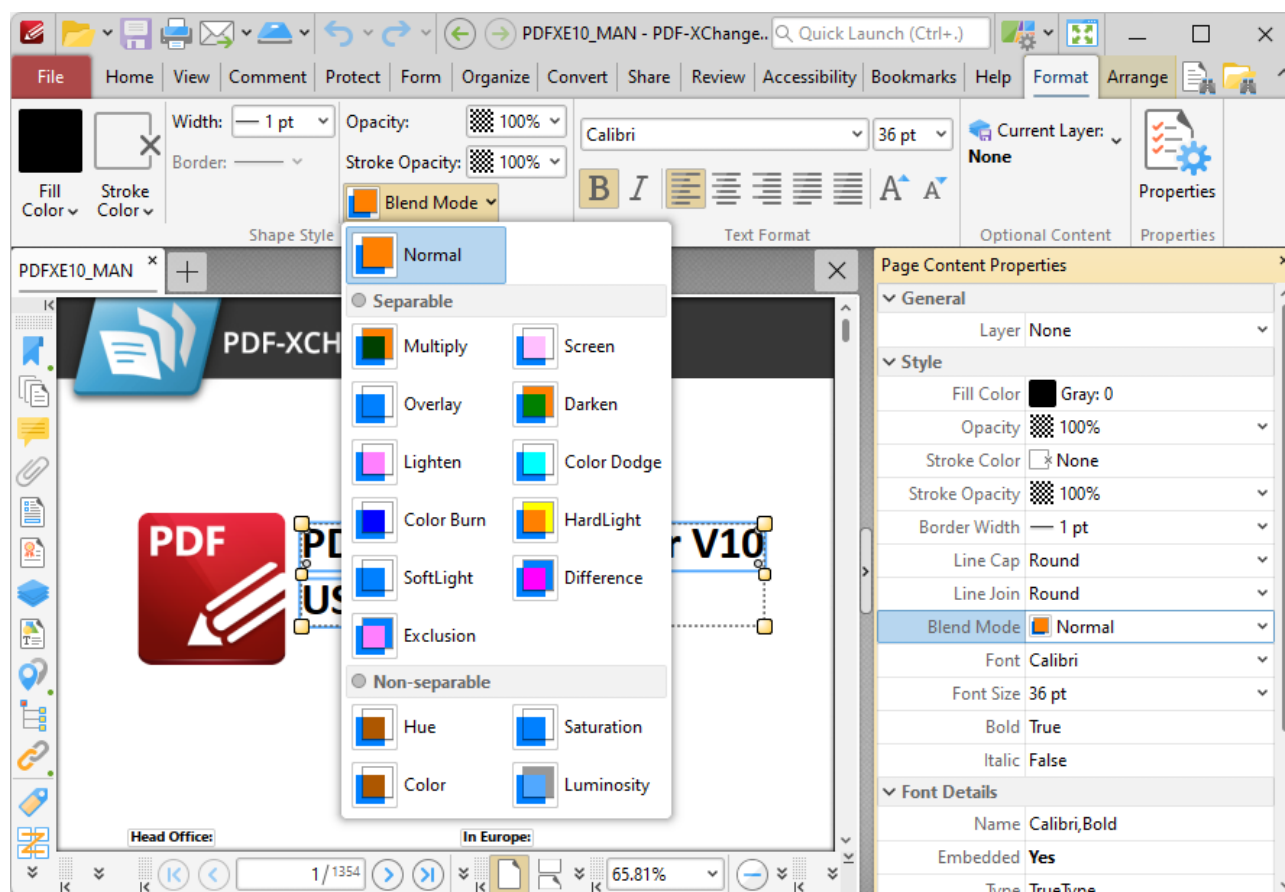 PDFXE10_MAN - PDF-XChange..
Quick Launch (Ctrl+.)
File Home View Comment Protect Form Organize Convert Share Review Accessibility Bookmarks Help Format Arrange
Width: 1 pt Opacity: 100%
Calibri 36 pt
Current Layer:
None
Border: Stroke Opacity: 100%
Fill Color
Stroke Color
Blend Mode
B I
A A
Properties
Shape Style Text Format Optional Content Properties
PDFXE10_MAN
Normal
Separable
Multiply Screen
Overlay Darken
Lighten Color Dodge
Color Burn HardLight
SoftLight Difference
Exclusion
Non-separable
Hue Saturation
Color Luminosity
PDF-XCH
PDF
PD
r V10
US
Head Office: In Europe:
1/1354
65.81%
Page Content Properties
General
Layer None
Style
Fill Color Gray: 0
Opacity 100%
Stroke Color None
Stroke Opacity 100%
Border Width 1 pt
Line Cap Round
Line Join Round
Blend Mode Normal
Font Calibri
Font Size 36 pt
Bold True
Italic False
Font Details
Name Calibri,Bold
Embedded Yes
Type TrueType